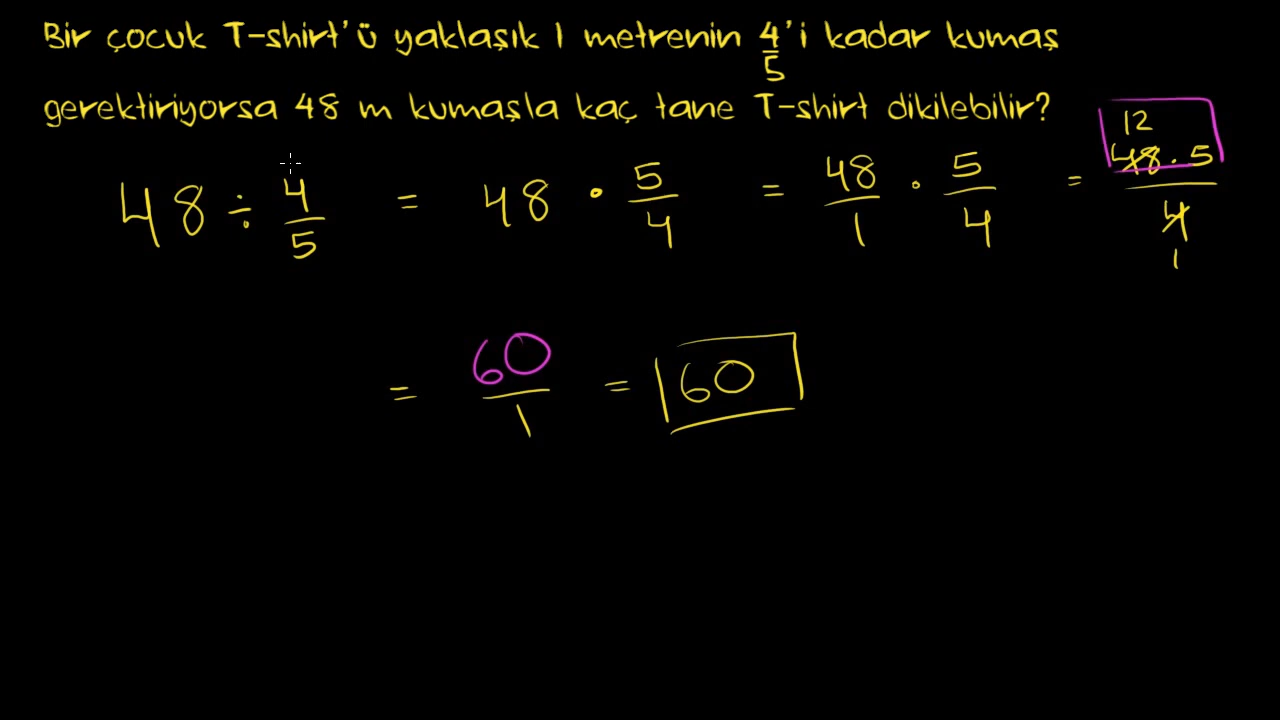 Bir çocuk T-shirt'ü yaklaşık 1 metrenin 4/5'i kadar kumaş
gerektiriyorsa 48 m kumaşla kaç tane T-shirt dikilebilir?
48 ÷ 4/5 = 48 · 5/4 = 48/1 · 5/4 = 12 48 · 5 / 4 1
= 60/1 = 60